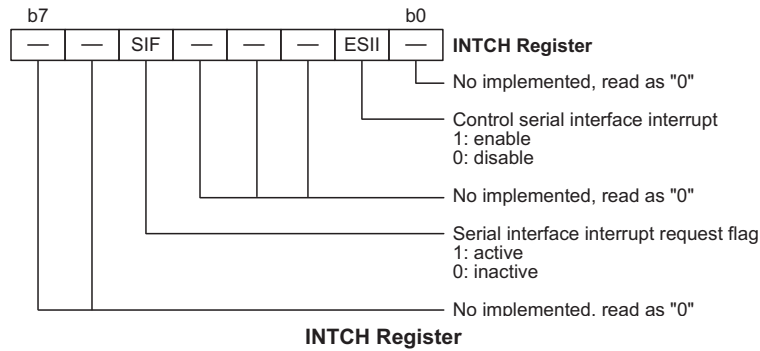 b7 b0
— — SIF — — — ESII — INTCH Register
No implemented, read as "0"
Control serial interface interrupt
1: enable
0: disable
No implemented, read as "0"
Serial interface interrupt request flag
1: active
0: inactive
No implemented, read as "0"
INTCH Register